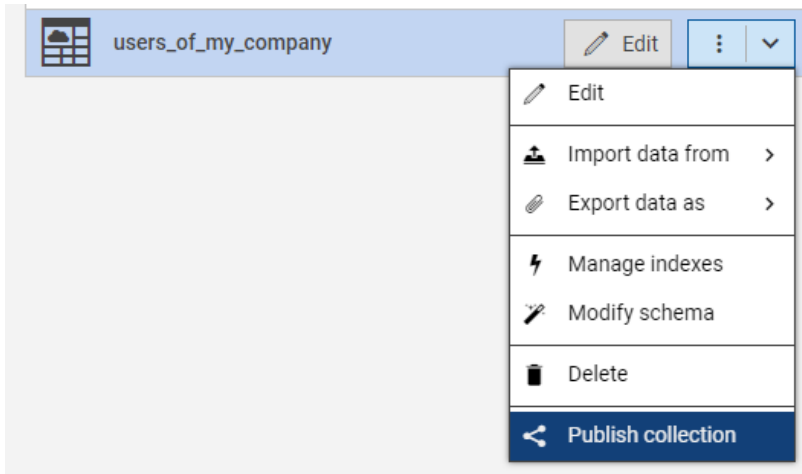 users_of_my_company
Edit
Edit
Import data from
Export data as
Manage indexes
Modify schema
Delete
Publish collection